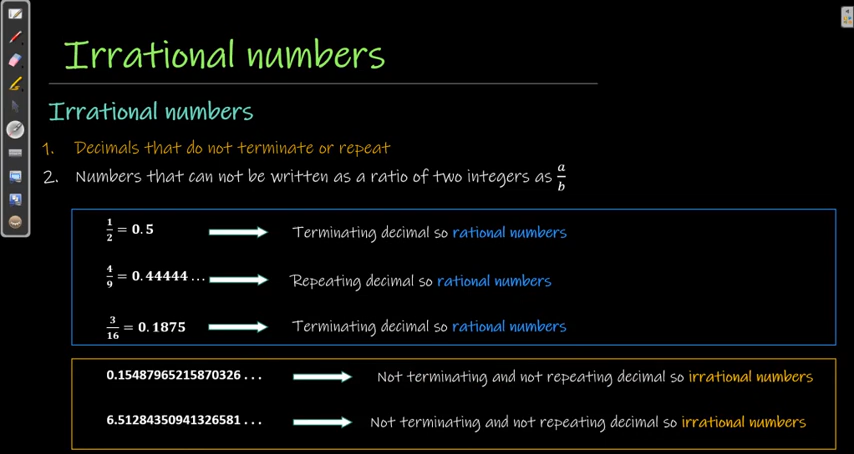 Irrational numbers
Irrational numbers
1. Decimals that do not terminate or repeat
2. Numbers that can not be written as a ratio of two integers as a/b
1/2 = 0.5 Terminating decimal so rational numbers
4/9 = 0.44444 ... Repeating decimal so rational numbers
3/16 = 0.1875 Terminating decimal so rational numbers
0.15487965215870326 . . . Not terminating and not repeating decimal so irrational numbers
6.51284350941326581 . . . Not terminating and not repeating decimal so irrational numbers